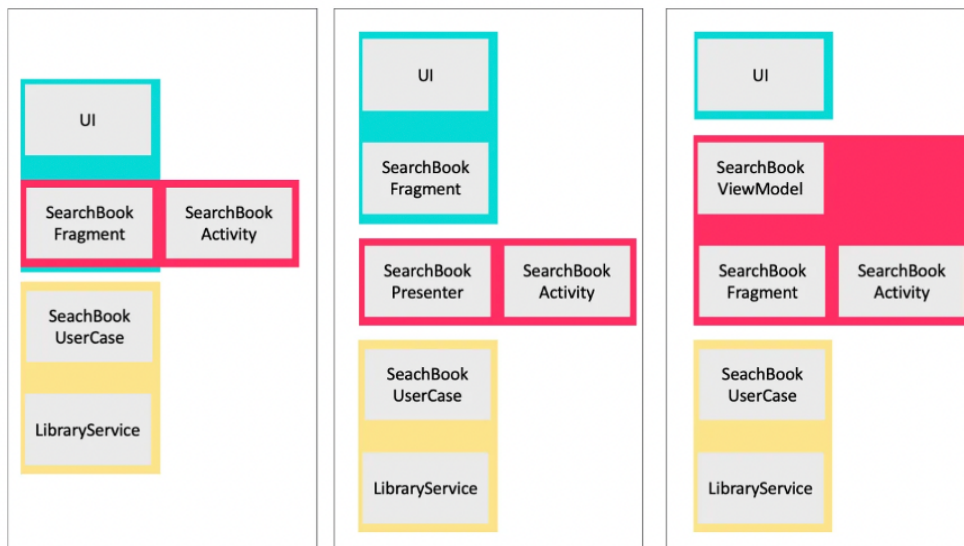 UI
SearchBook
Fragment
SearchBook
Activity
SeachBook
UserCase
LibraryService
UI
SearchBook
Fragment
SearchBook
Presenter
SearchBook
Activity
SeachBook
UserCase
LibraryService
UI
SearchBook
ViewModel
SearchBook
Fragment
SearchBook
Activity
SeachBook
UserCase
LibraryService